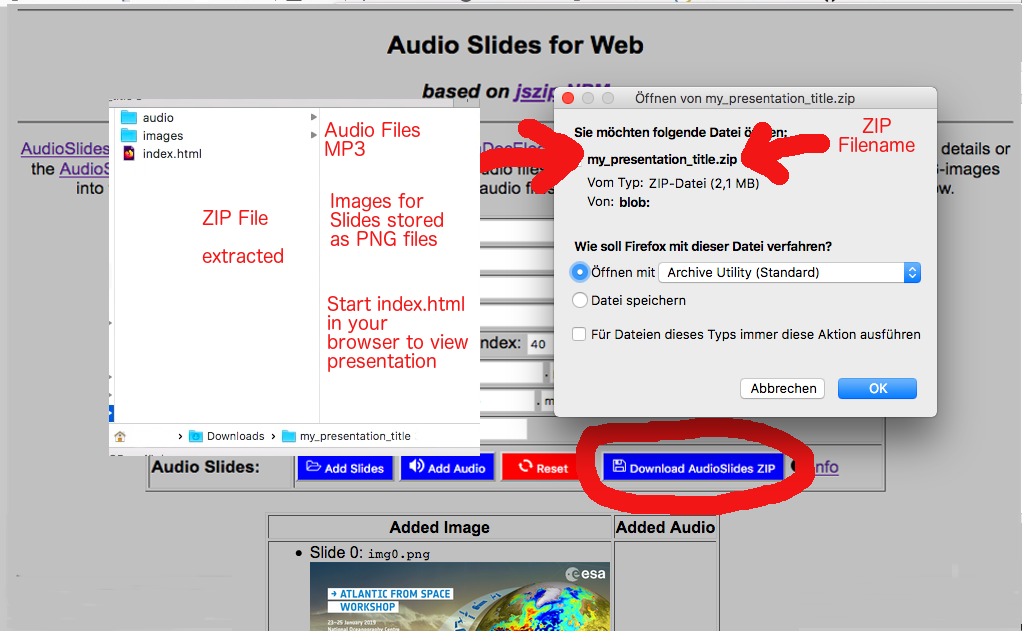 Audio Slides for Web
based on jszip NPM
AudioSlides
details or
the AudioS
dio files
-images
into
audio file
w.
audio
images
index.html
Audio Files
MP3
ZIP File
extracted
Images for
Slides stored
as PNG files
Start index.html
in your
browser to view
presentation
Downloads
my_presentation_title
Öffnen von my_presentation_title.zip
Sie möchten folgende Datei öffnen:
my_presentation_title.zip
Vom Typ: ZIP-Datei (2,1 MB)
Von: blob:
ZIP
Filename
Wie soll Firefox mit dieser Datei verfahren?
Öffnen mit Archive Utility (Standard)
Datei speichern
Für Dateien dieses Typs immer diese Aktion ausführen
Abbrechen OK
ndex: 40
. m
Audio Slides: Add Slides Add Audio Reset Download AudioSlides ZIP nfo
Added Image Added Audio
Slide 0: img0.png
esa
→ ATLANTIC FROM SPACE
WORKSHOP
23–25 January 2019
National Oceanography Centre